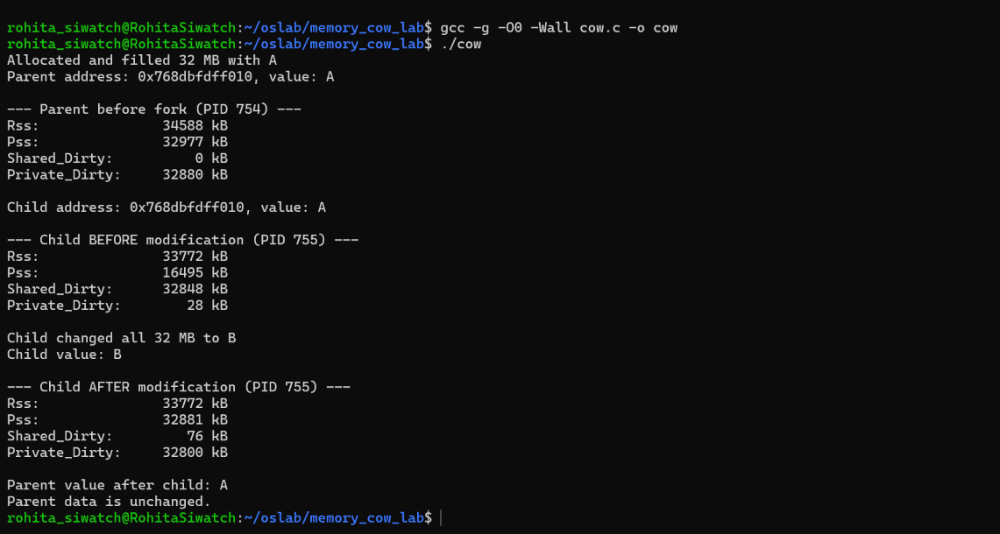 rohita_siwatch@RohitaSiwatch:~/oslab/memory_cow_lab$ gcc -g -O0 -Wall cow.c -o cow
rohita_siwatch@RohitaSiwatch:~/oslab/memory_cow_lab$ ./cow
Allocated and filled 32 MB with A
Parent address: 0x768dbfdff010, value: A

--- Parent before fork (PID 754) ---
Rss:               34588 kB
Pss:               32977 kB
Shared_Dirty:          0 kB
Private_Dirty:     32880 kB

Child address: 0x768dbfdff010, value: A

--- Child BEFORE modification (PID 755) ---
Rss:               33772 kB
Pss:               16495 kB
Shared_Dirty:      32848 kB
Private_Dirty:        28 kB

Child changed all 32 MB to B
Child value: B

--- Child AFTER modification (PID 755) ---
Rss:               33772 kB
Pss:               32881 kB
Shared_Dirty:         76 kB
Private_Dirty:     32800 kB

Parent value after child: A
Parent data is unchanged.
rohita_siwatch@RohitaSiwatch:~/oslab/memory_cow_lab$